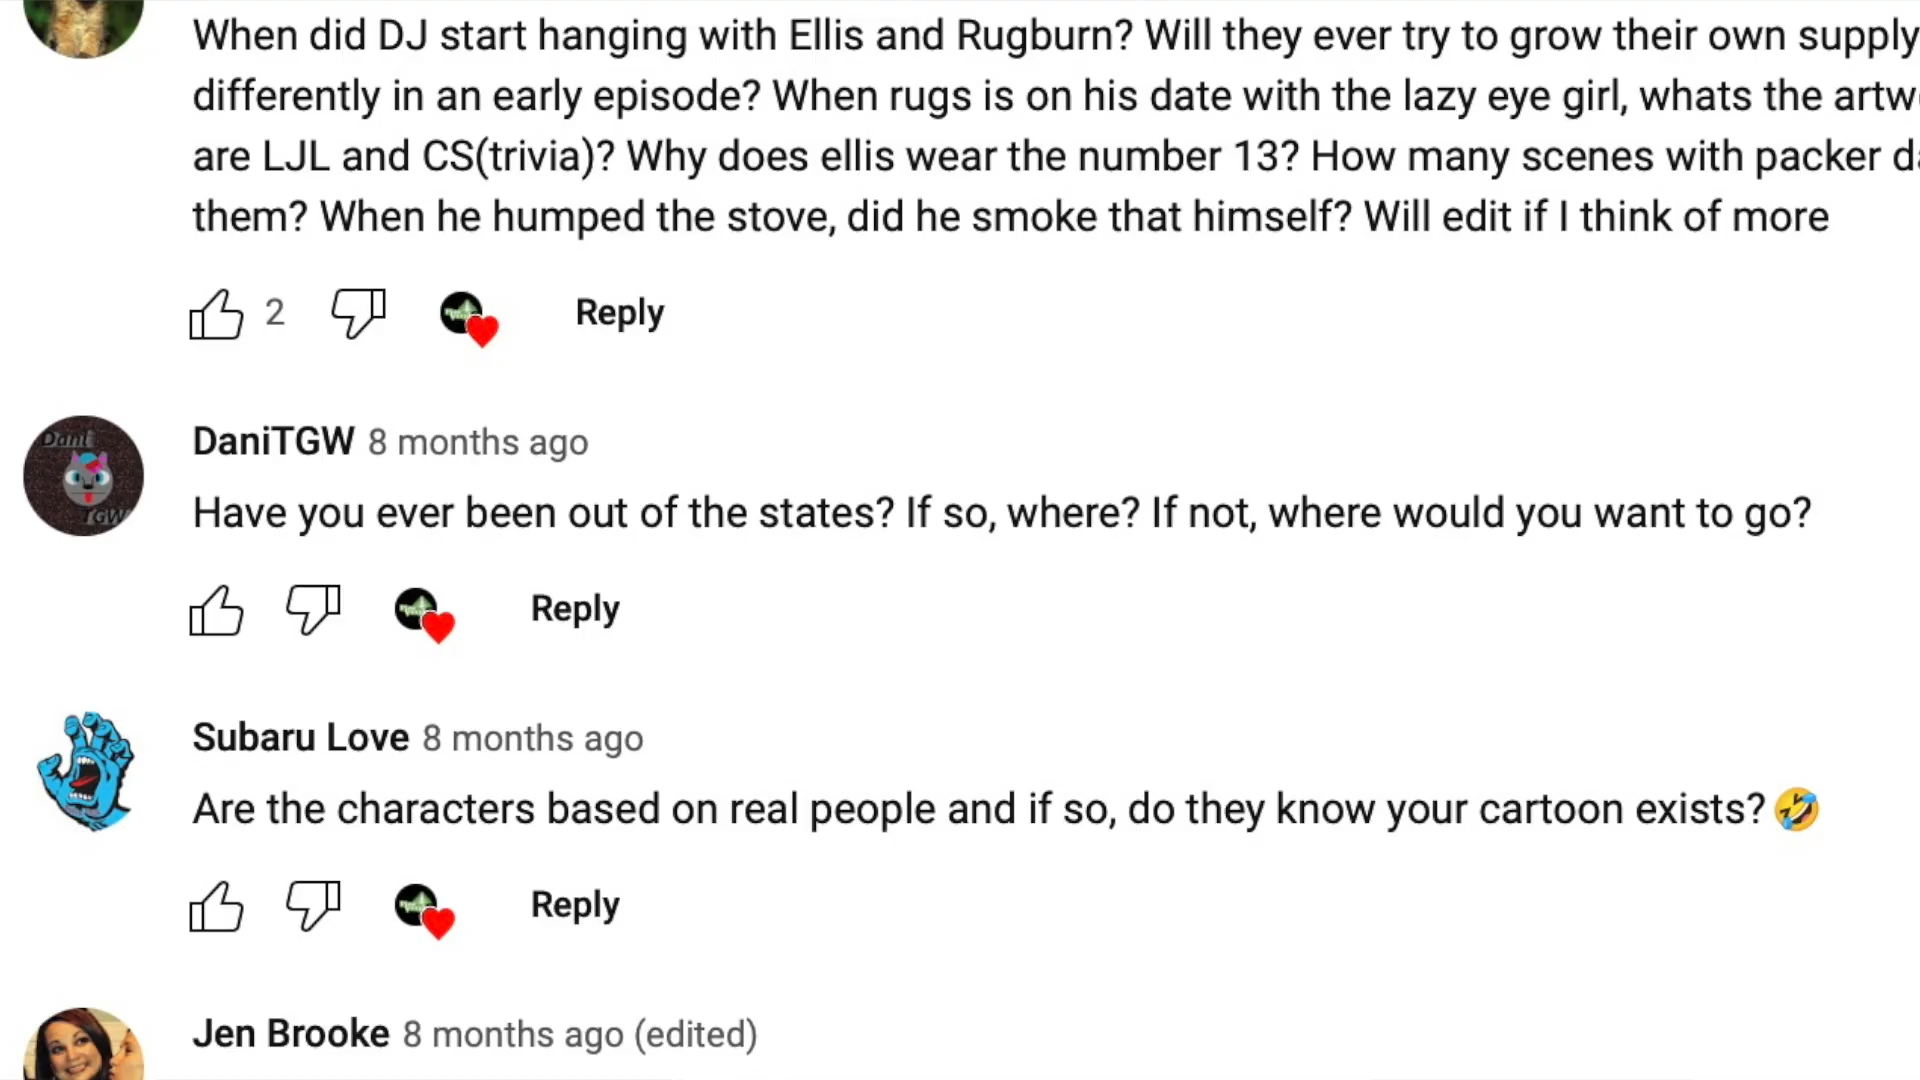 When did DJ start hanging with Ellis and Rugburn? Will they ever try to grow their own supply
differently in an early episode? When rugs is on his date with the lazy eye girl, whats the
are LJL and CS(trivia)? Why does ellis wear the number 13? How many scenes with packer
them? When he humped the stove, did he smoke that himself? Will edit if I think of more
2 Reply
Dani
TGW
DaniTGW 8 months ago
Have you ever been out of the states? If so, where? If not, where would you want to go?
Reply
Subaru Love 8 months ago
Are the characters based on real people and if so, do they know your cartoon exists?🤣
Reply
Jen Brooke 8 months ago (edited)